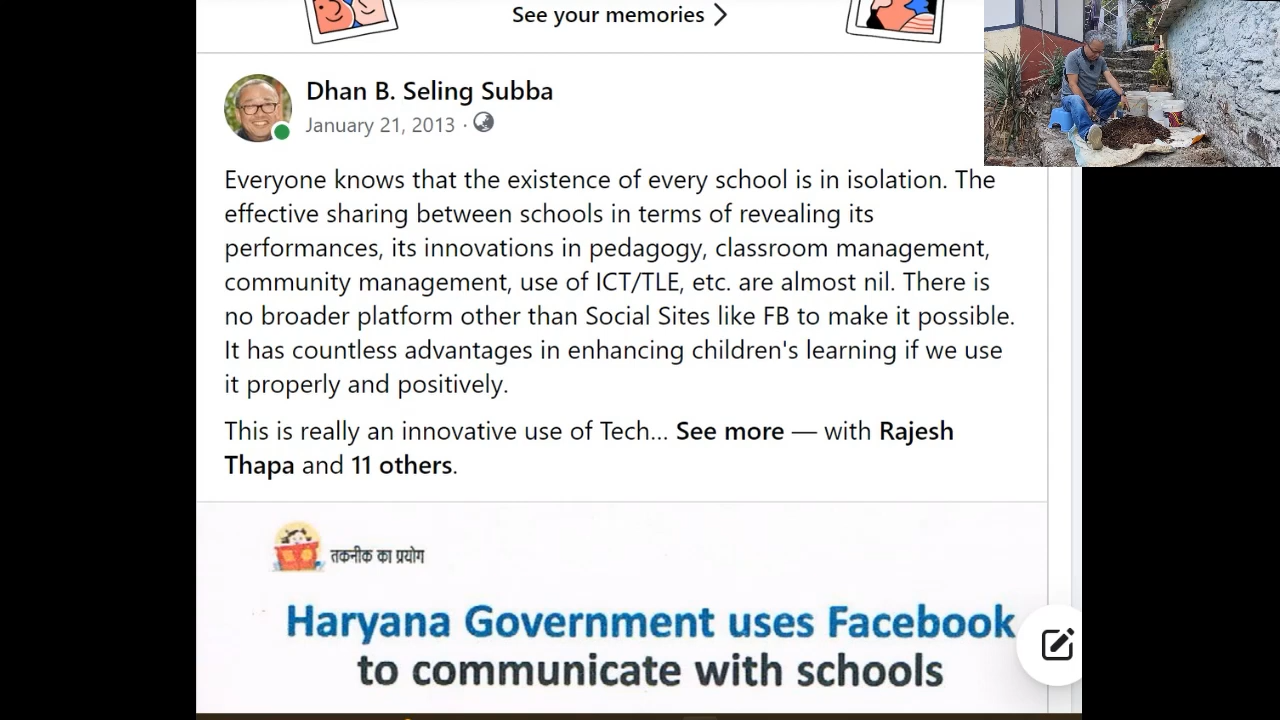 See your memories
Dhan B. Seling Subba
January 21, 2013 ·
Everyone knows that the existence of every school is in isolation. The
effective sharing between schools in terms of revealing its
performances, its innovations in pedagogy, classroom management,
community management, use of ICT/TLE, etc. are almost nil. There is
no broader platform other than Social Sites like FB to make it possible.
It has countless advantages in enhancing children's learning if we use
it properly and positively.
This is really an innovative use of Tech... See more — with Rajesh
Thapa and 11 others.
तकनीक का प्रयोग
Haryana Government uses Facebook
to communicate with schools